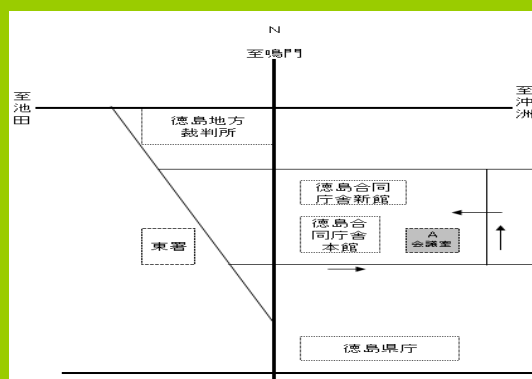 N
至鳴門
至池田
至沖洲
徳島地方
裁判所
徳島合同
庁舎新館
徳島合
同庁舎
本館
A
会議室
東署
徳島県庁